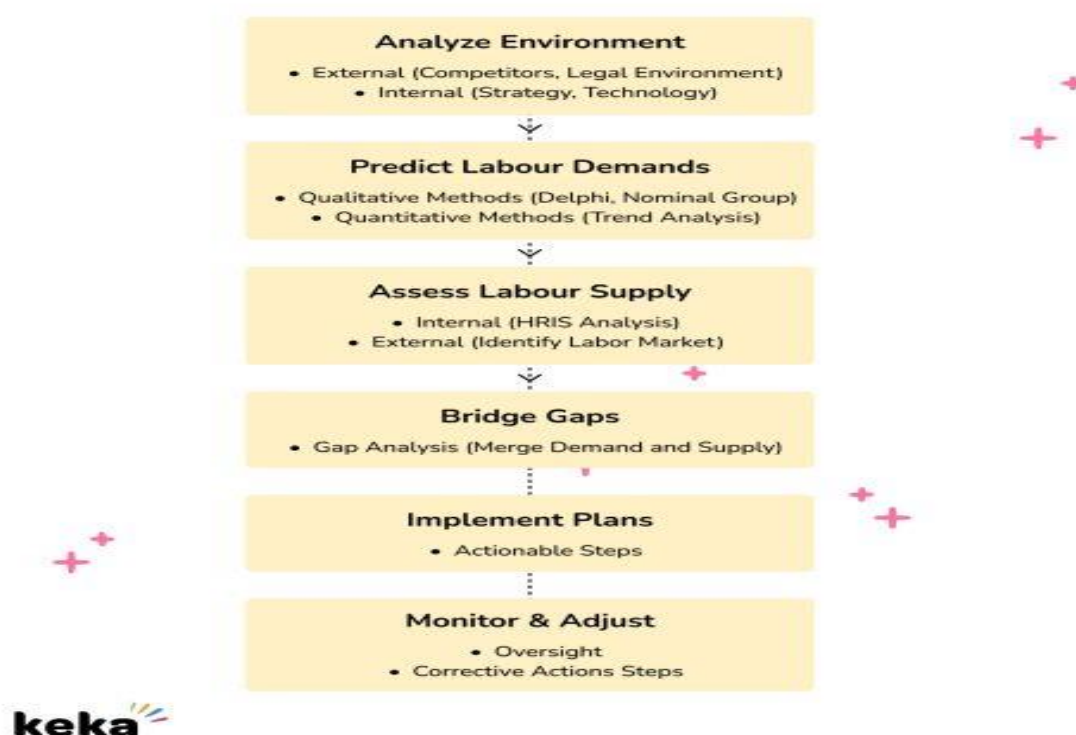 Analyze Environment
• External (Competitors, Legal Environment)
• Internal (Strategy, Technology)
Predict Labour Demands
• Qualitative Methods (Delphi, Nominal Group)
• Quantitative Methods (Trend Analysis)
Assess Labour Supply
• Internal (HRIS Analysis)
• External (Identify Labor Market)
Bridge Gaps
• Gap Analysis (Merge Demand and Supply)
Implement Plans
• Actionable Steps
Monitor & Adjust
• Oversight
• Corrective Actions Steps
keka